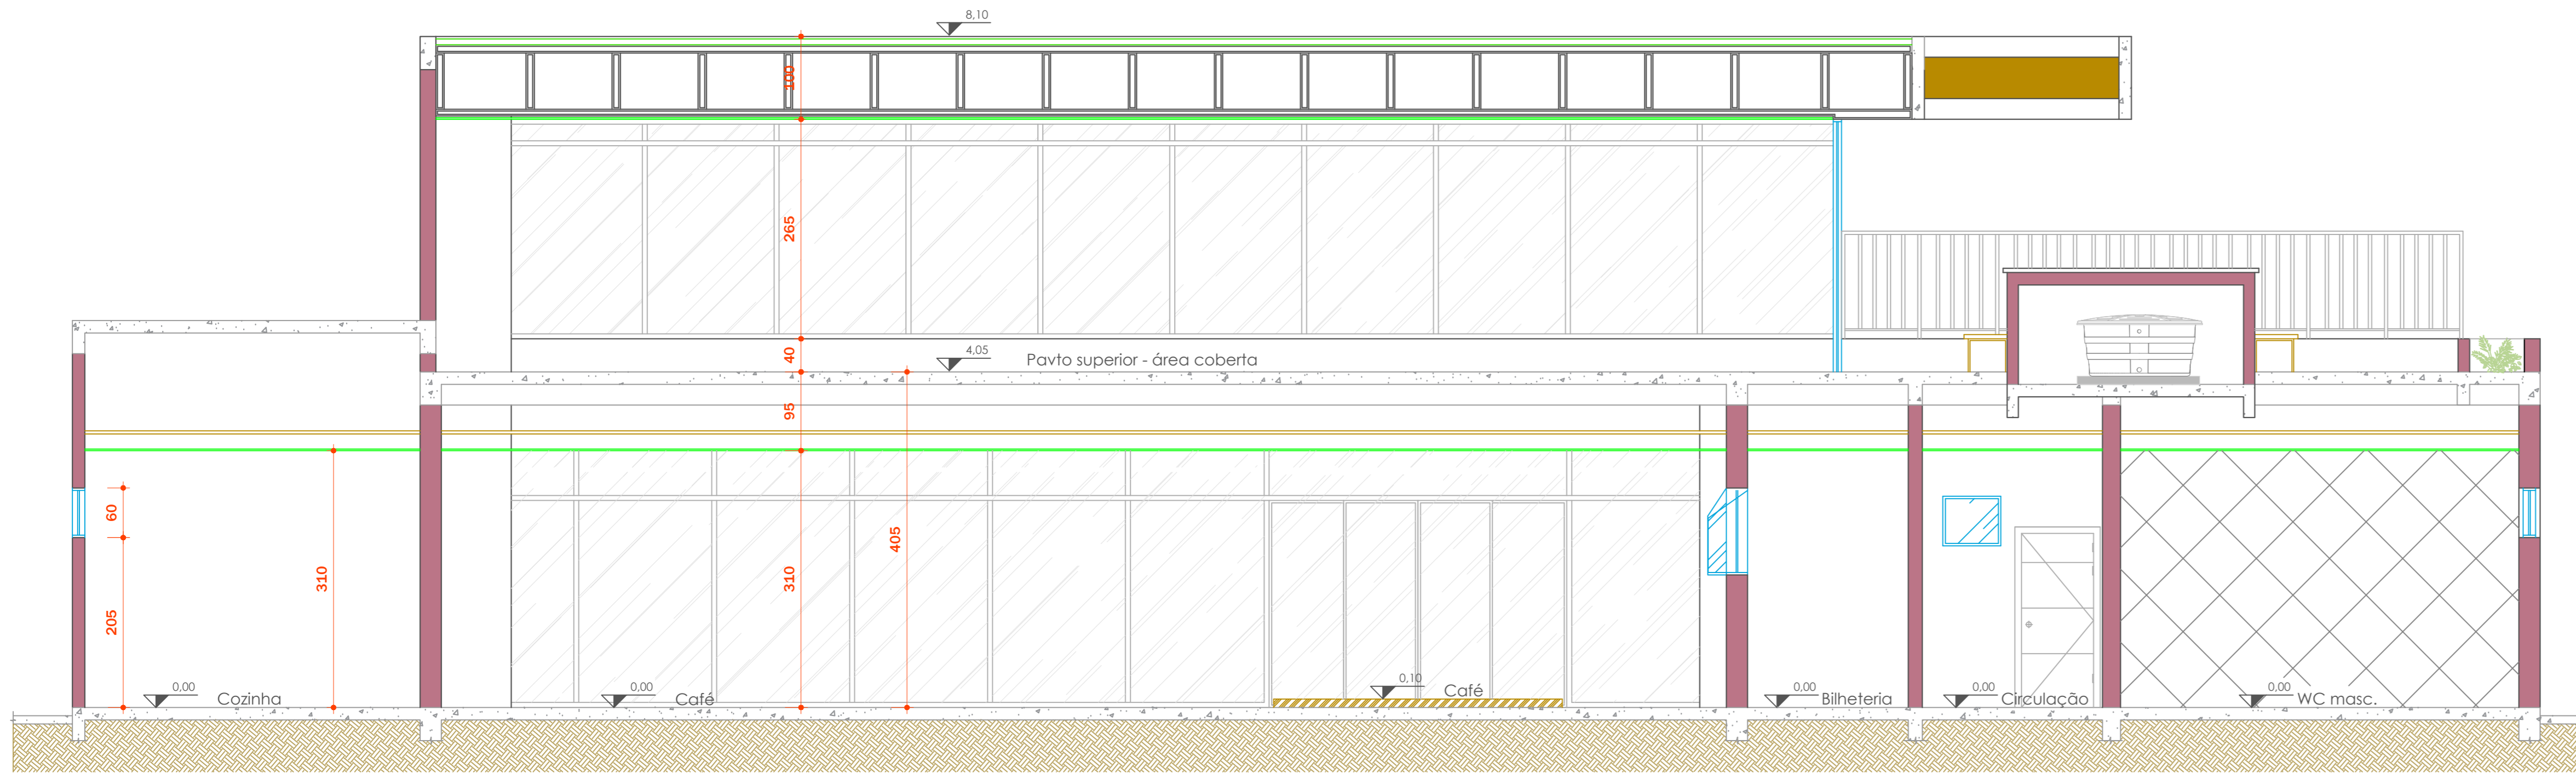 8,10
100
265
40
4,05
Pavto superior - área coberta
95
60
310
405
310
205
0,00
Cozinha
0,00
Café
0,10
Café
0,00
Bilheteria
0,00
Circulação
0,00
WC masc.